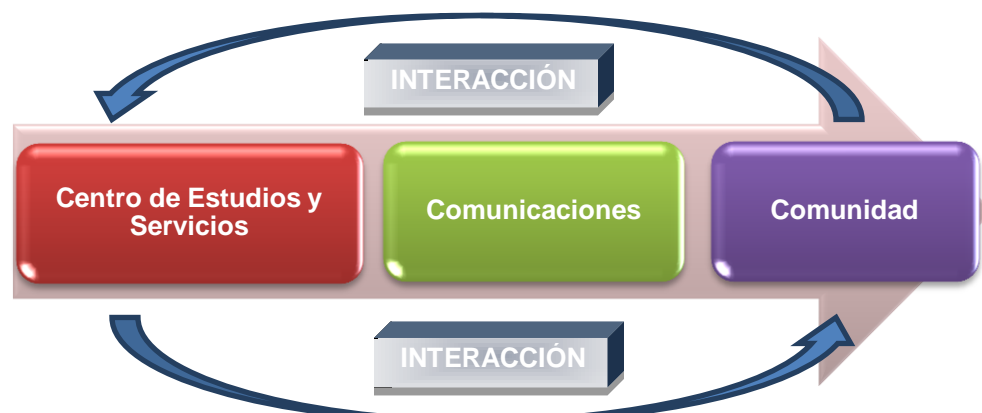 INTERACCIÓN
Centro de Estudios y
Servicios
Comunicaciones
Comunidad
INTERACCIÓN